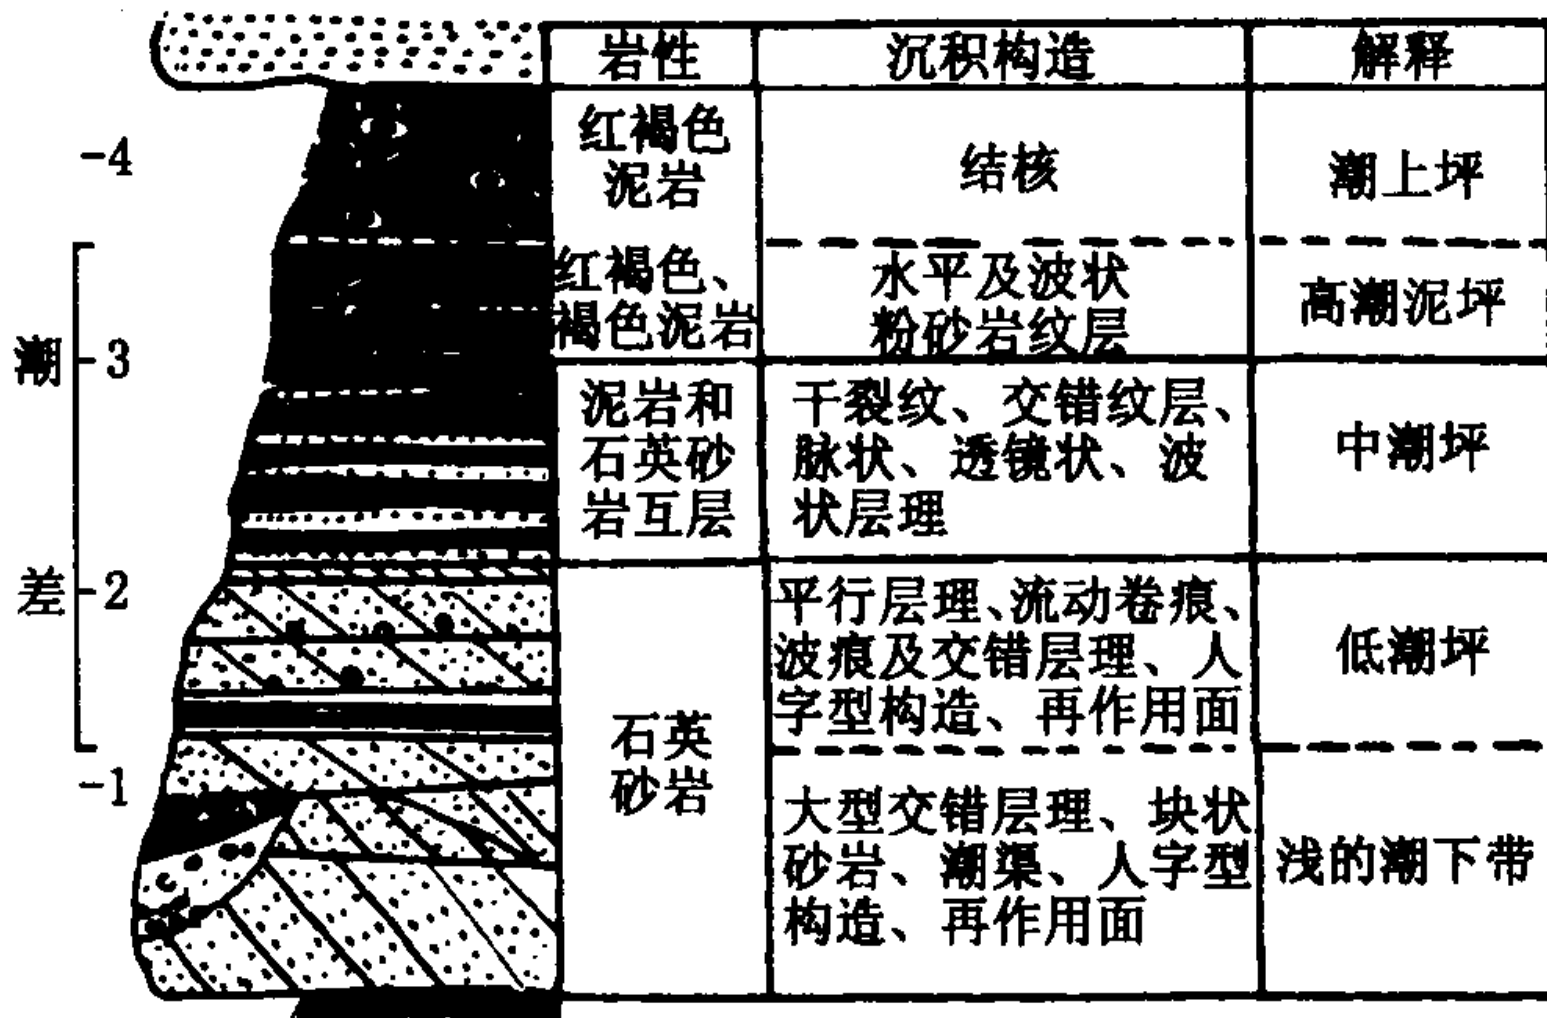 岩性 沉积构造 解释
红褐色
泥岩
结核
潮上坪
-4
红褐色、
褐色泥岩
水平及波状
粉砂岩纹层
高潮泥坪
潮
差
-3
泥岩和
石英砂
岩互层
干裂纹、交错纹层、
脉状、透镜状、波
状层理
中潮坪
-2
石英
砂岩
平行层理、流动卷痕、
波痕及交错层理、人
字型构造、再作用面
低潮坪
-1
大型交错层理、块状
砂岩、潮渠、人字型
构造、再作用面
浅的潮下带